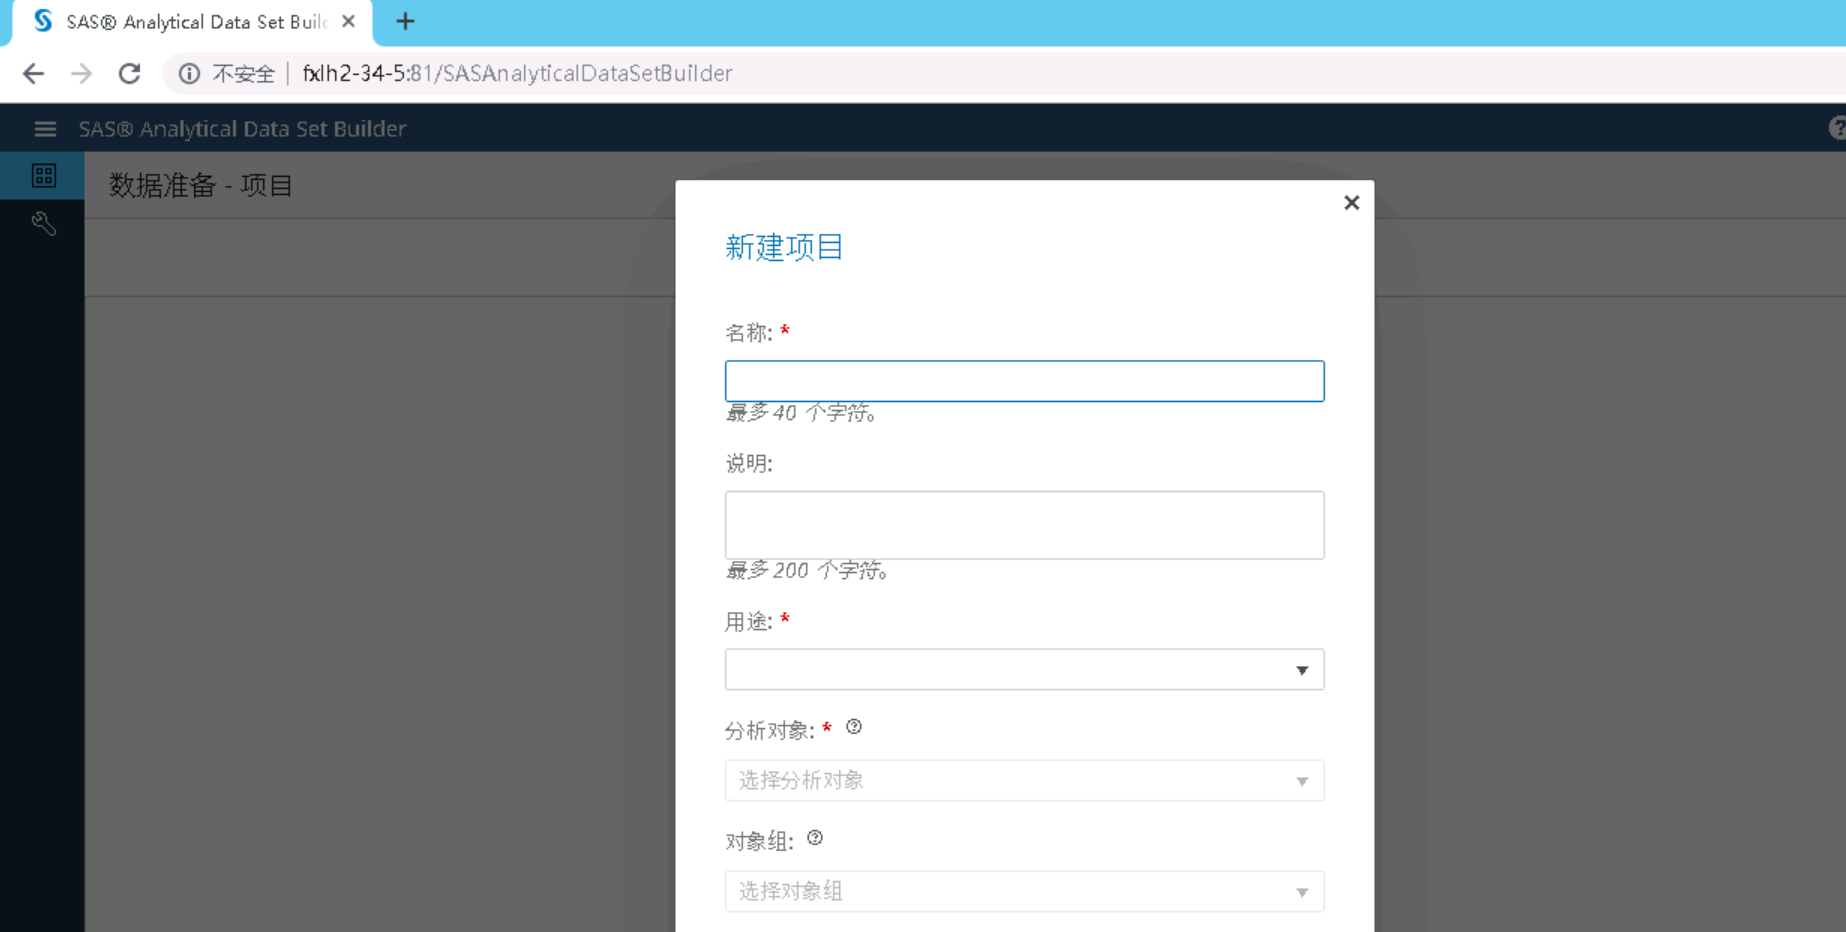 SAS® Analytical Data Set Builc
不安全 | fxlh2-34-5:81/SASAnalyticalDataSetBuilder
SAS® Analytical Data Set Builder
数据准备 - 项目
新建项目
名称: *
最多 40 个字符。
说明:
最多 200 个字符。
用途: *
分析对象: *
选择分析对象
对象组:
选择对象组